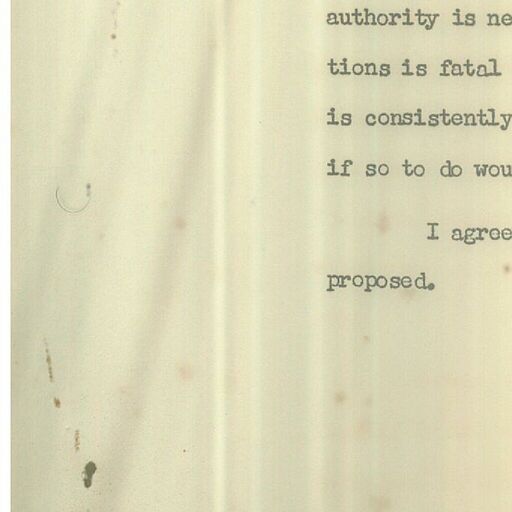 authority is ne
tions is fatal
is consistently
if so to do wou
I agree
proposed.